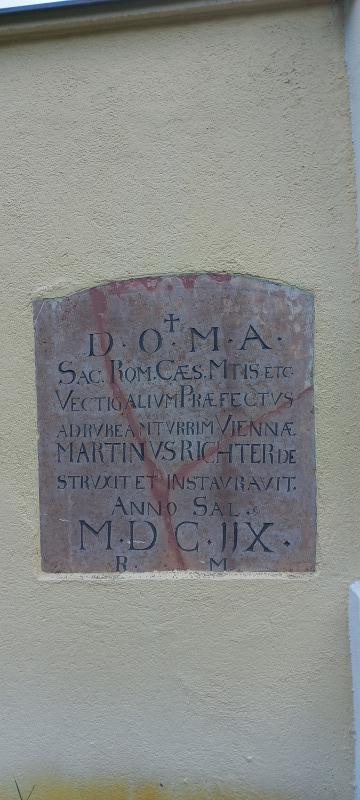 D·O·M·A·
SAC. ROM. CÆS. MTIS·ETC
VECTIGALIVM PRÆFECTVS
AD RVBEAM TVRRIM VIENNÆ
MARTINVS RICHTER DE
STRVXIT ET INSTAVRAVIT.
ANNO SAL.
M·D C·IIX·
R. M